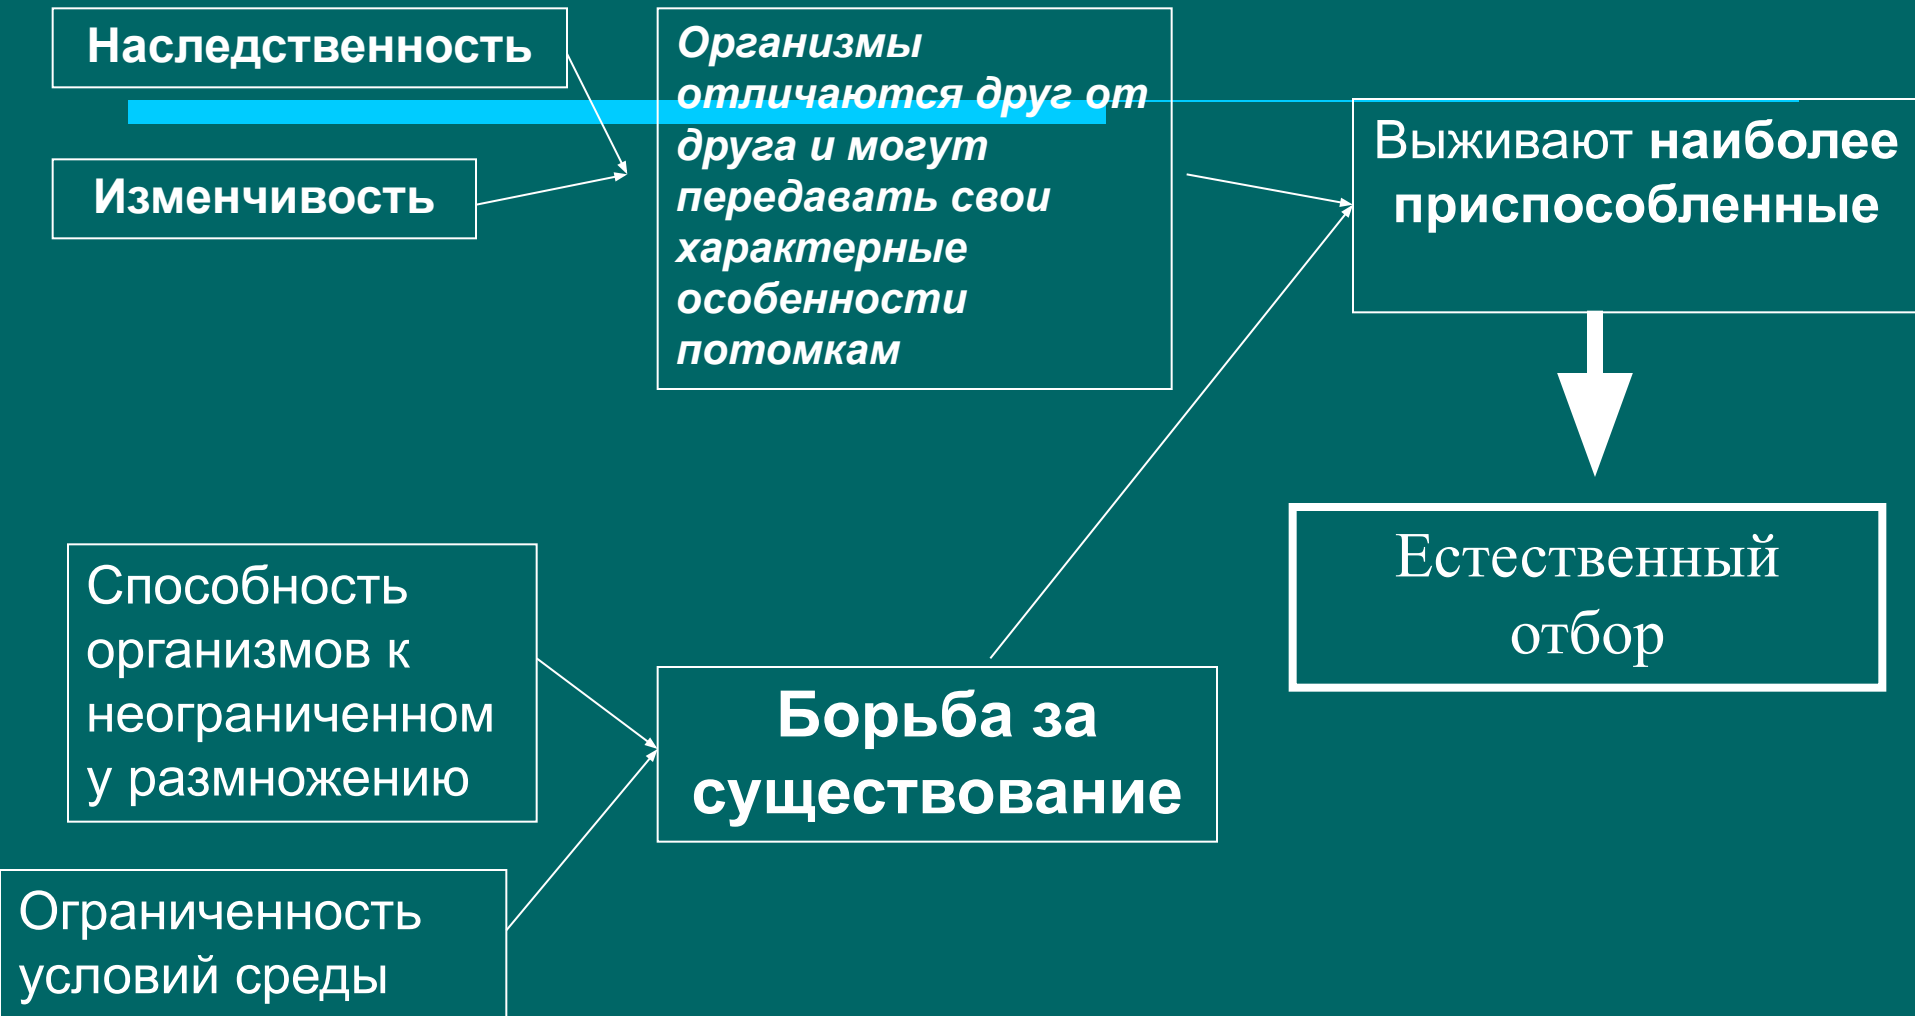 Наследственность
Изменчивость
Организмы
отличаются друг от
друга и могут
передавать свои
характерные
особенности
потомкам
Выживают наиболее
приспособленные
Естественный
отбор
Способность
организмов к
неограниченном
у размножению
Борьба за
существование
Ограниченность
условий среды